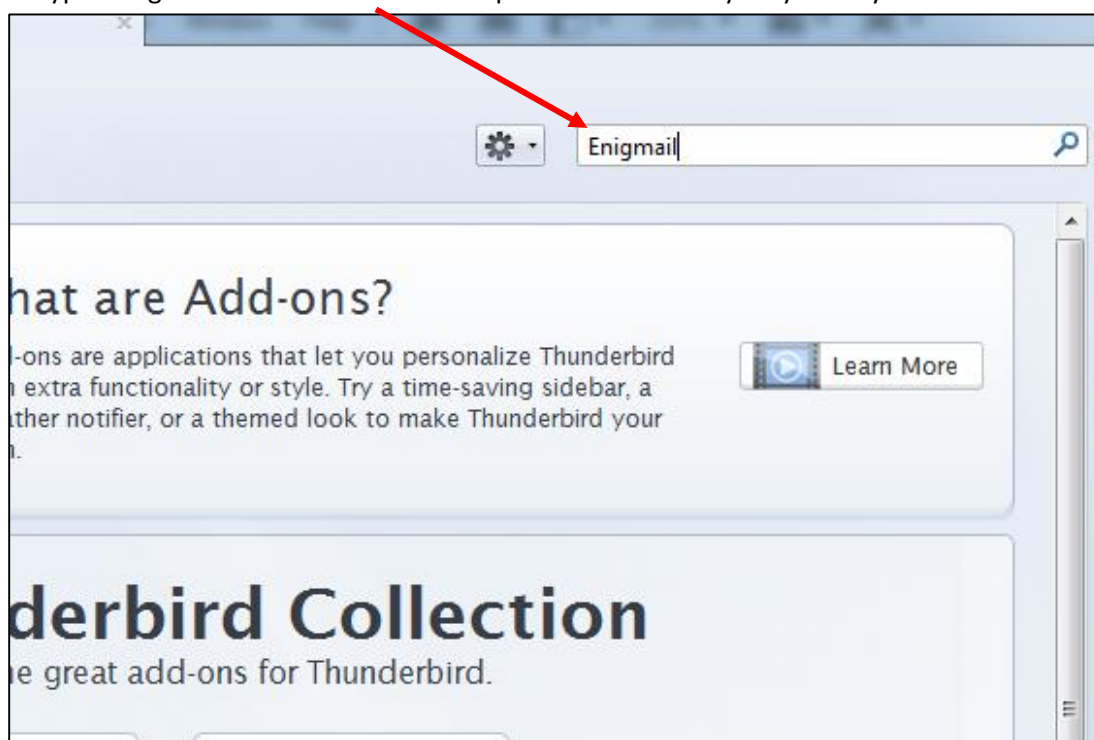 Enigmail
hat are Add-ons?
-ons are applications that let you personalize Thunderbird
extra functionality or style. Try a time-saving sidebar, a
ther notifier, or a themed look to make Thunderbird your
Learn More
derbird Collection
e great add-ons for Thunderbird.